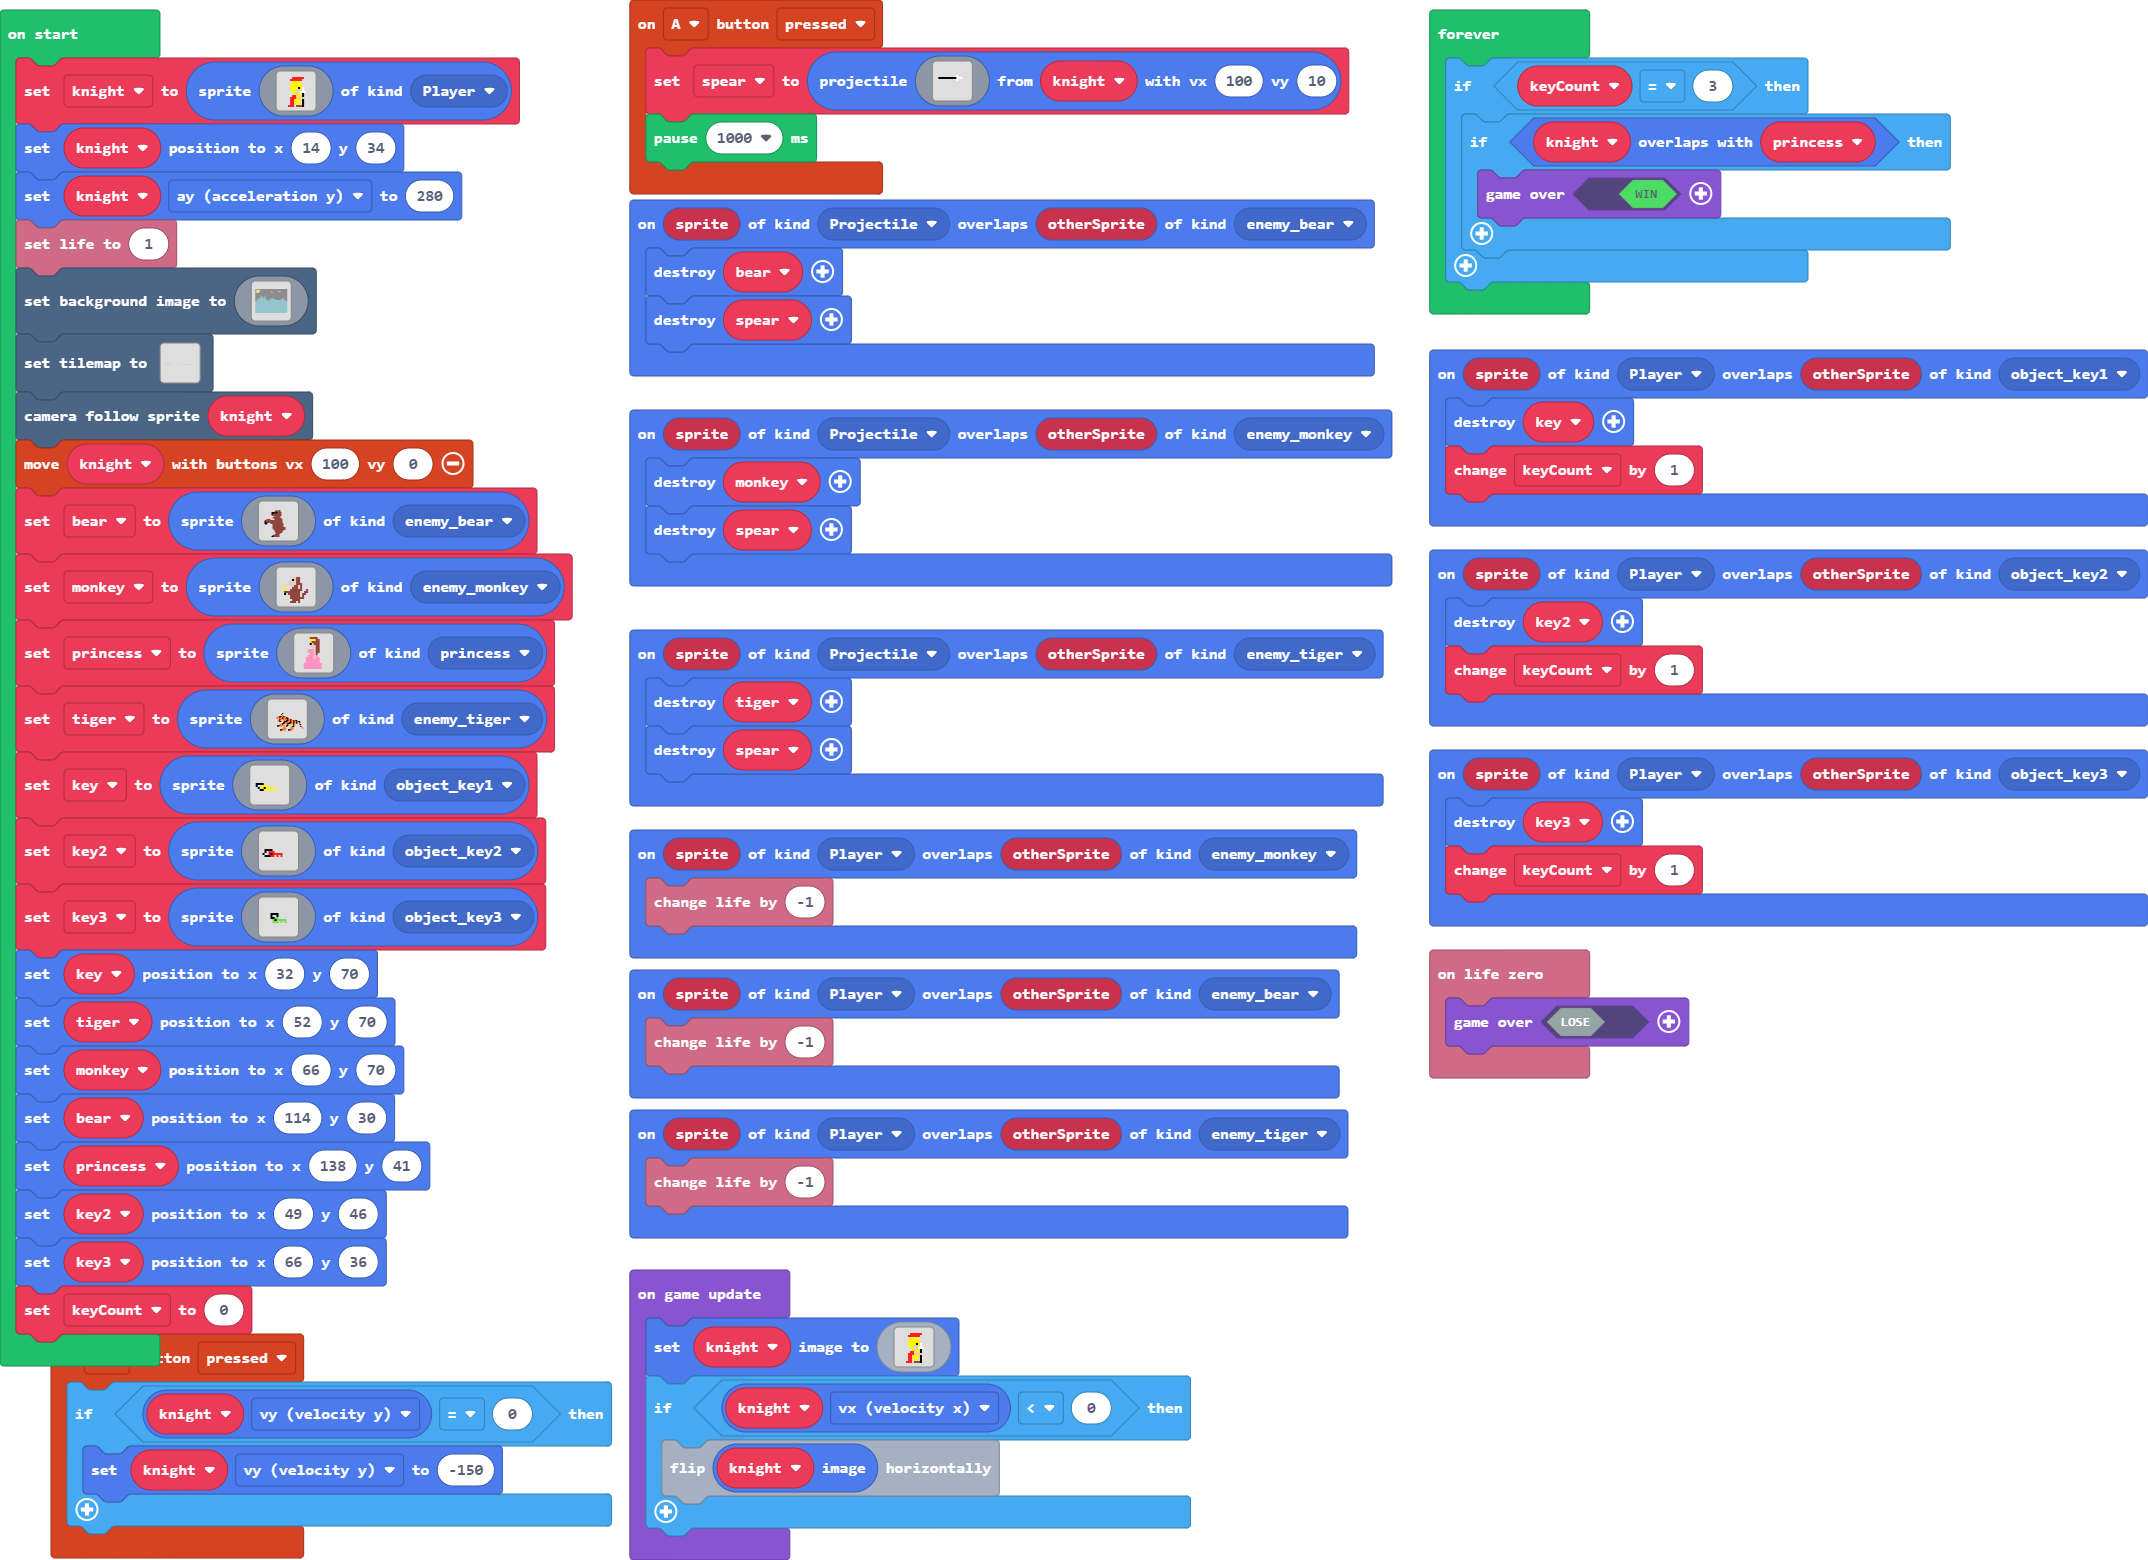 on start
set knight to sprite of kind Player
set knight position to x 14 y 34
set knight ay (acceleration y) to 280
set life to 1
set background image to
set tilemap to
camera follow sprite knight
move knight with buttons vx 100 vy 0
set bear to sprite of kind enemy_bear
set monkey to sprite of kind enemy_monkey
set princess to sprite of kind princess
set tiger to sprite of kind enemy_tiger
set key to sprite of kind object_key1
set key2 to sprite of kind object_key2
set key3 to sprite of kind object_key3
set key position to x 32 y 70
set tiger position to x 52 y 70
set monkey position to x 66 y 70
set bear position to x 114 y 30
set princess position to x 138 y 41
set key2 position to x 49 y 46
set key3 position to x 66 y 36
set keyCount to 0
tton pressed
if knight vy (velocity y) = 0 then
set knight vy (velocity y) to -150
on A button pressed
set spear to projectile from knight with vx 100 vy 10
pause 1000 ms
on sprite of kind Projectile overlaps otherSprite of kind enemy_bear
destroy bear
destroy spear
on sprite of kind Projectile overlaps otherSprite of kind enemy_monkey
destroy monkey
destroy spear
on sprite of kind Projectile overlaps otherSprite of kind enemy_tiger
destroy tiger
destroy spear
on sprite of kind Player overlaps otherSprite of kind enemy_monkey
change life by -1
on sprite of kind Player overlaps otherSprite of kind enemy_bear
change life by -1
on sprite of kind Player overlaps otherSprite of kind enemy_tiger
change life by -1
on game update
set knight image to
if knight vx (velocity x) < 0 then
flip knight image horizontally
forever
if keyCount = 3 then
if knight overlaps with princess then
game over WIN
on sprite of kind Player overlaps otherSprite of kind object_key1
destroy key
change keyCount by 1
on sprite of kind Player overlaps otherSprite of kind object_key2
destroy key2
change keyCount by 1
on sprite of kind Player overlaps otherSprite of kind object_key3
destroy key3
change keyCount by 1
on life zero
game over LOSE